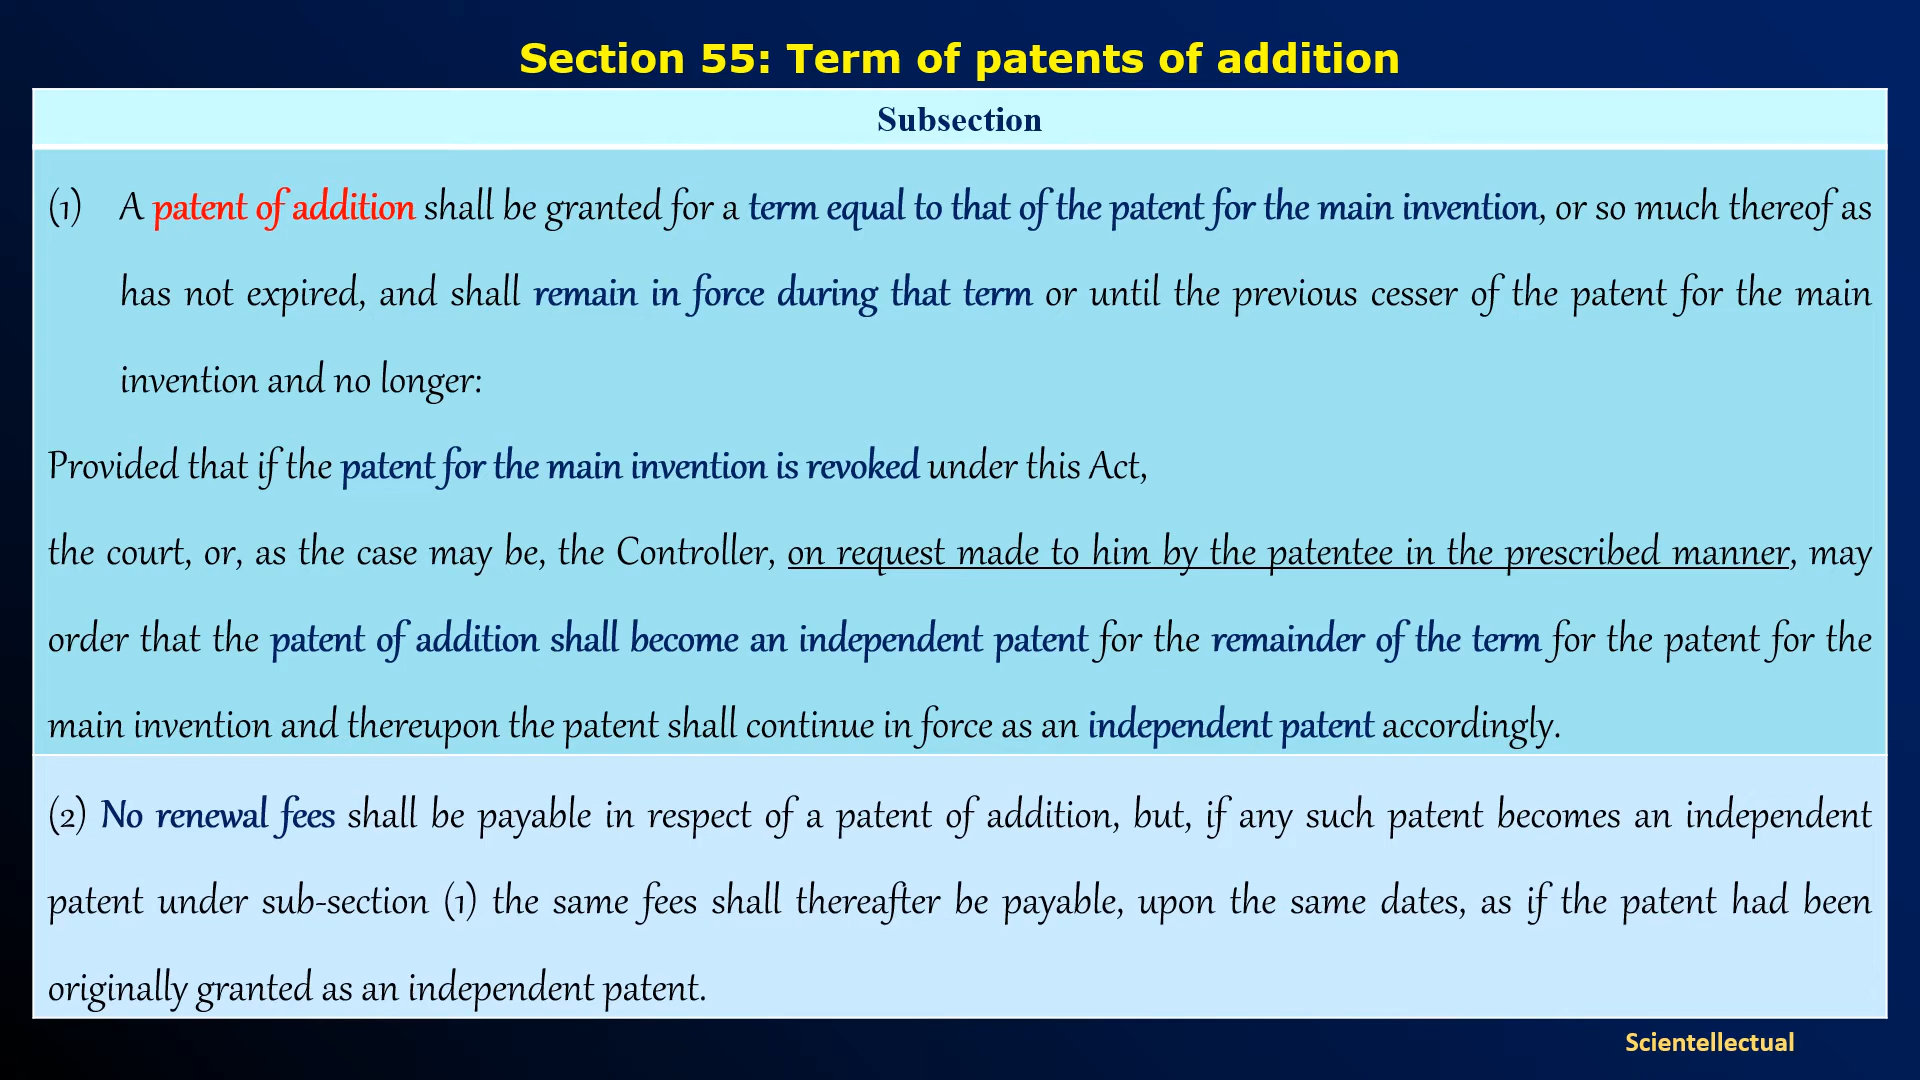 Section 55: Term of patents of addition
Subsection
(1) A patent of addition shall be granted for a term equal to that of the patent for the main invention, or so much thereof as
has not expired, and shall remain in force during that term or until the previous cesser of the patent for the main
invention and no longer:
Provided that if the patent for the main invention is revoked under this Act,
the court, or, as the case may be, the Controller, on request made to him by the patentee in the prescribed manner, may
order that the patent of addition shall become an independent patent for the remainder of the term for the patent for the
main invention and thereupon the patent shall continue in force as an independent patent accordingly.
(2) No renewal fees shall be payable in respect of a patent of addition, but, if any such patent becomes an independent
patent under sub-section (1) the same fees shall thereafter be payable, upon the same dates, as if the patent had been
originally granted as an independent patent.
Scientellectual